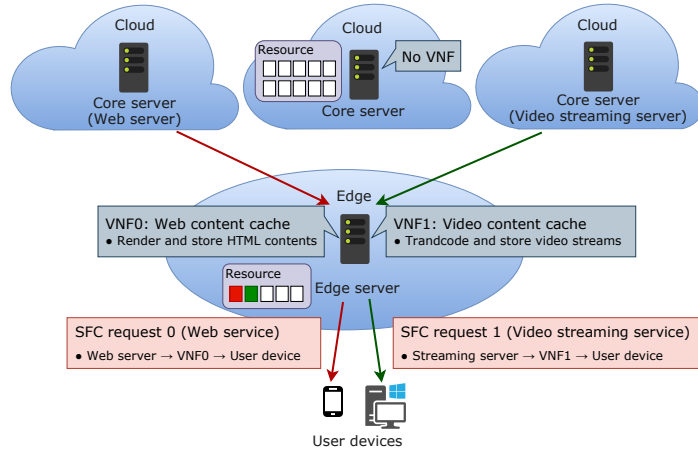 Cloud
Core server
(Web server)
Cloud
Resource
No VNF
Core server
Cloud
Core server
(Video streaming server)
Edge
VNF0: Web content cache
● Render and store HTML contents
VNF1: Video content cache
● Trandcode and store video streams
Resource
Edge server
SFC request 0 (Web service)
● Web server → VNF0 → User device
SFC request 1 (Video streaming service)
● Streaming server → VNF1 → User device
User devices